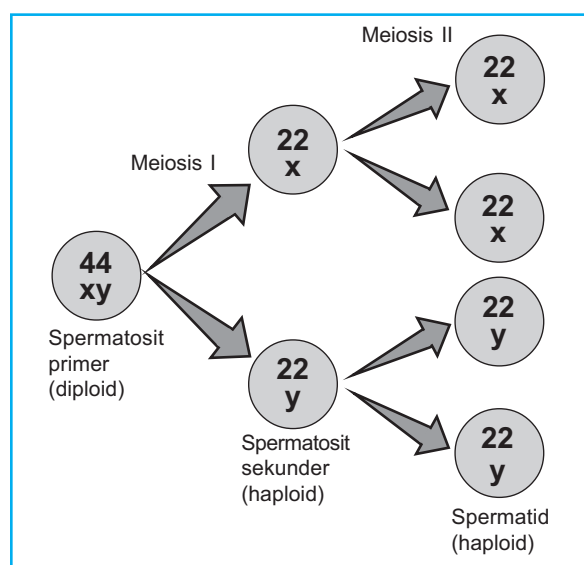 Meiosis II
22
x
22
x
Meiosis I
22
x
44
xy
Spermatosit
primer
(diploid)
22
y
22
y
Spermatosit
sekunder
(haploid)
22
y
Spermatid
(haploid)